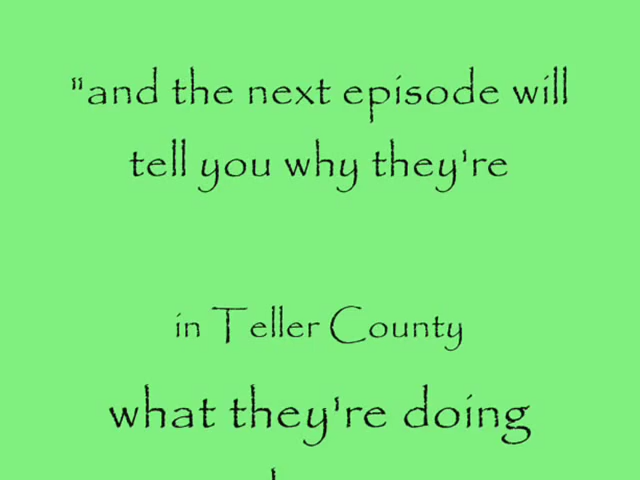 "and the next episode will
tell you why they're
in Teller County
what they're doing